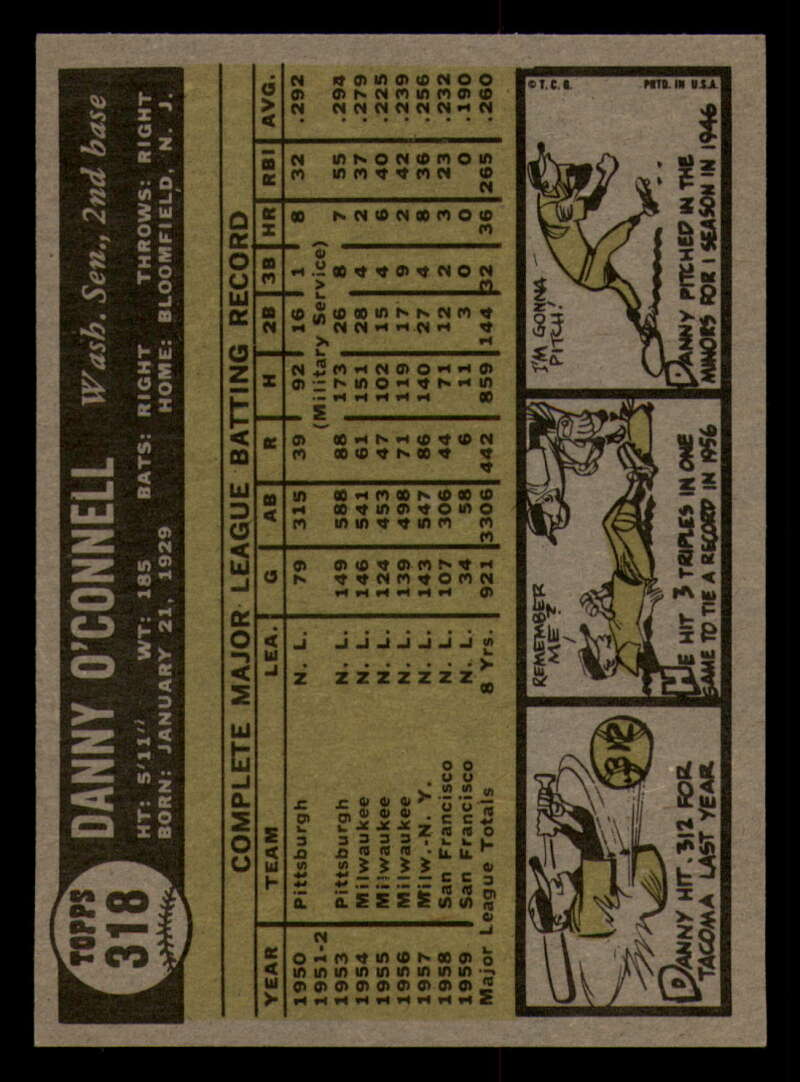 TOPPS
318
DANNY O'CONNELL Wash. Sen., 2nd base
HT: 5'11" WT: 185 BATS: RIGHT THROWS: RIGHT
BORN: JANUARY 21, 1929 HOME: BLOOMFIELD, N. J.
COMPLETE MAJOR LEAGUE BATTING RECORD
YEAR TEAM LEA. G AB R H 2B 3B HR RBI AVG.
1950 Pittsburgh N. L. 79 315 39 92 16 1 8 32 .292
1951-2 (Military Service)
1953 Pittsburgh N. L. 149 588 88 173 26 8 7 55 .294
1954 Milwaukee N. L. 146 541 61 151 28 4 2 37 .279
1955 Milwaukee N. L. 124 453 47 102 15 4 6 40 .225
1956 Milwaukee N. L. 139 498 71 119 17 9 2 42 .239
1957 Milw.-N. Y. N. L. 143 547 86 140 27 4 8 36 .256
1958 San Francisco N. L. 107 306 44 71 12 2 3 23 .232
1959 San Francisco N. L. 34 58 6 11 3 0 0 0 .190
Major League Totals 8 Yrs. 921 3306 442 859 144 32 36 265 .260
312
DANNY HIT .312 FOR
TACOMA LAST YEAR
REMEMBER
ME?
HE HIT 3 TRIPLES IN ONE
GAME TO TIE A RECORD IN 1956
© T. C. G. PRTD. IN U.S.A.
I'M GONNA
PITCH!
DANNY PITCHED IN THE
MINORS FOR 1 SEASON IN 1946